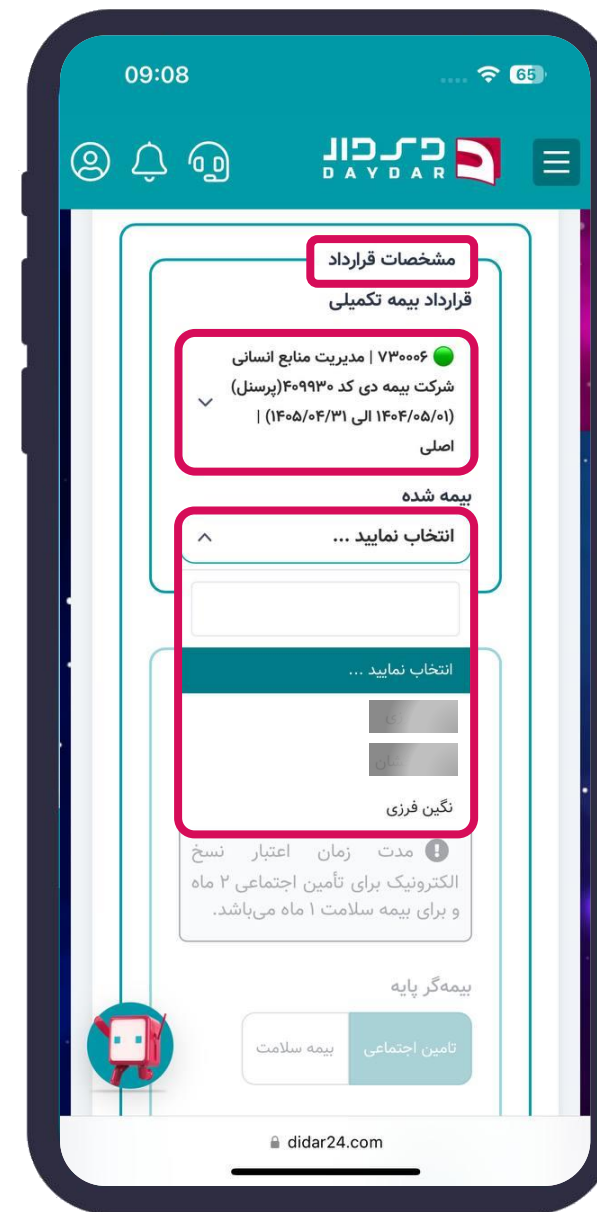 09:08
65
دی‌دار
DAYDAR
مشخصات قرارداد
قرارداد بیمه تکمیلی
۷۳۰۰۰۶ | مدیریت منابع انسانی
شرکت بیمه دی کد ۴۰۹۹۳۰(پرسنل)
(۱۴۰۴/۰۵/۰۱ الی ۱۴۰۵/۰۴/۳۱) |
اصلی
بیمه شده
انتخاب نمایید ...
انتخاب نمایید ...
نگین فرزی
مدت زمان اعتبار نسخ
الکترونیک برای تأمین اجتماعی ۲ ماه
و برای بیمه سلامت ۱ ماه می‌باشد.
بیمه‌گر پایه
تامین اجتماعی
بیمه سلامت
didar24.com